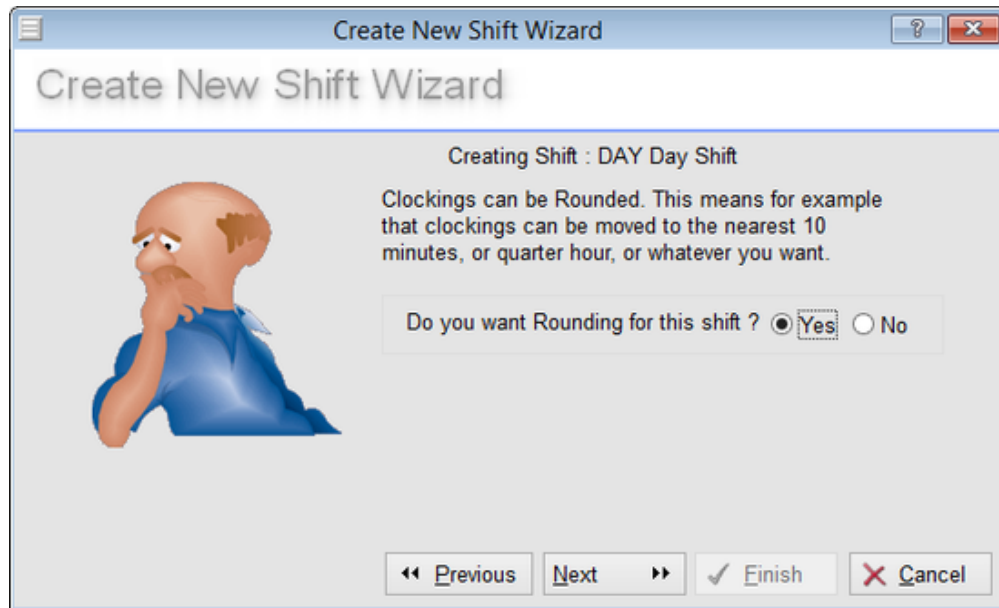 Create New Shift Wizard
?
Create New Shift Wizard
Creating Shift : DAY Day Shift
Clockings can be Rounded. This means for example
that clockings can be moved to the nearest 10
minutes, or quarter hour, or whatever you want.
Do you want Rounding for this shift ? Yes No
Previous Next Finish Cancel